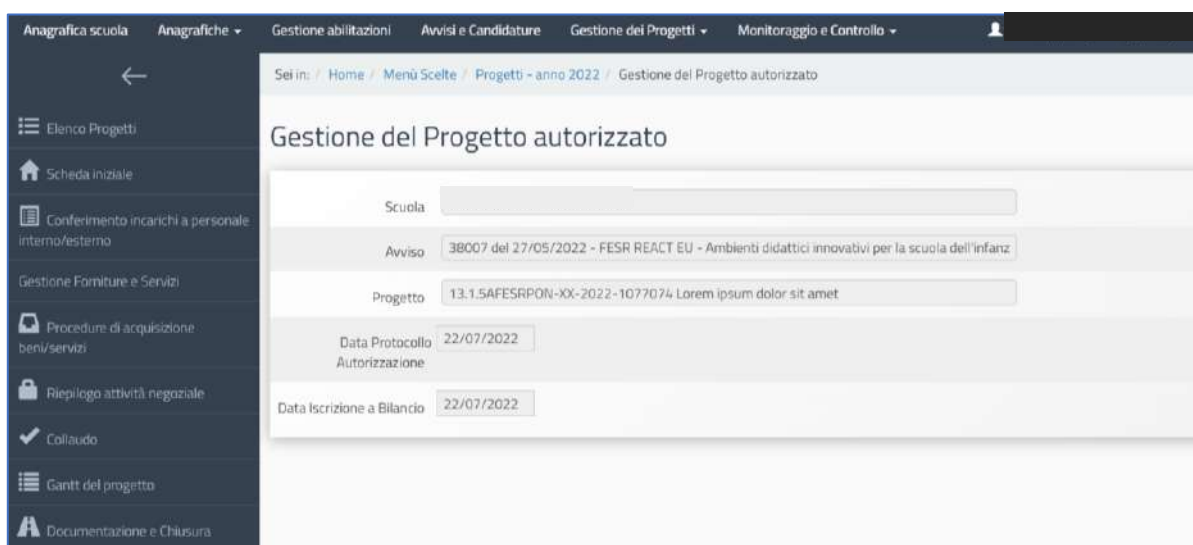 Anagrafica scuola Anagrafiche Gestione abilitazioni Avvisi e Candidature Gestione dei Progetti Monitoraggio e Controllo
Sei in: / Home / Menù Scelte / Progetti - anno 2022 / Gestione del Progetto autorizzato
Elenco Progetti
Scheda iniziale
Conferimento incarichi a personale
interno/esterno
Gestione Forniture e Servizi
Procedure di acquisizione
beni/servizi
Riepilogo attività negoziale
Collaudo
Gantt del progetto
Documentazione e Chiusura
Gestione del Progetto autorizzato
Scuola
Avviso 38007 del 27/05/2022 - FESR REACT EU - Ambienti didattici innovativi per la scuola dell'infanz
Progetto 13.1.5AFESRPON-XX-2022-1077074 Lorem ipsum dolor sit amet
Data Protocollo 22/07/2022
Autorizzazione
Data Iscrizione a Bilancio 22/07/2022